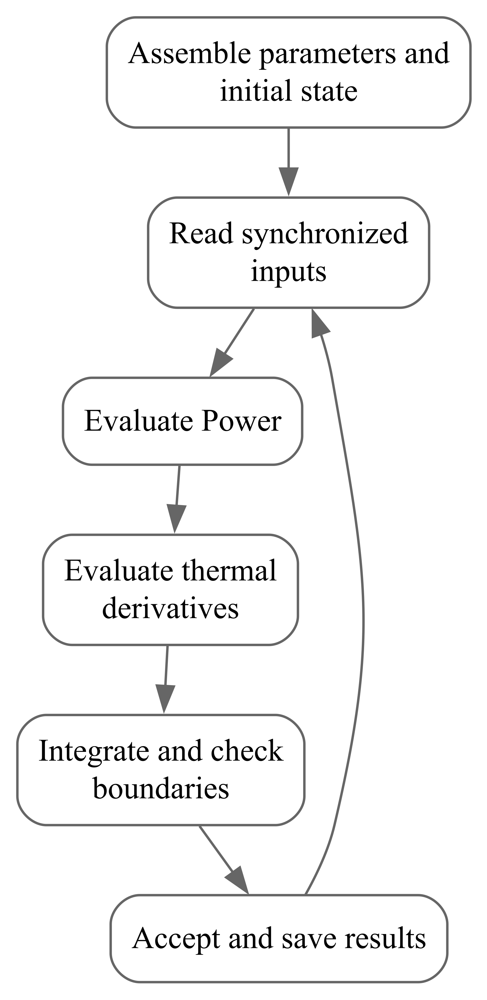 Assemble parameters and
initial state
Read synchronized
inputs
Evaluate Power
Evaluate thermal
derivatives
Integrate and check
boundaries
Accept and save results